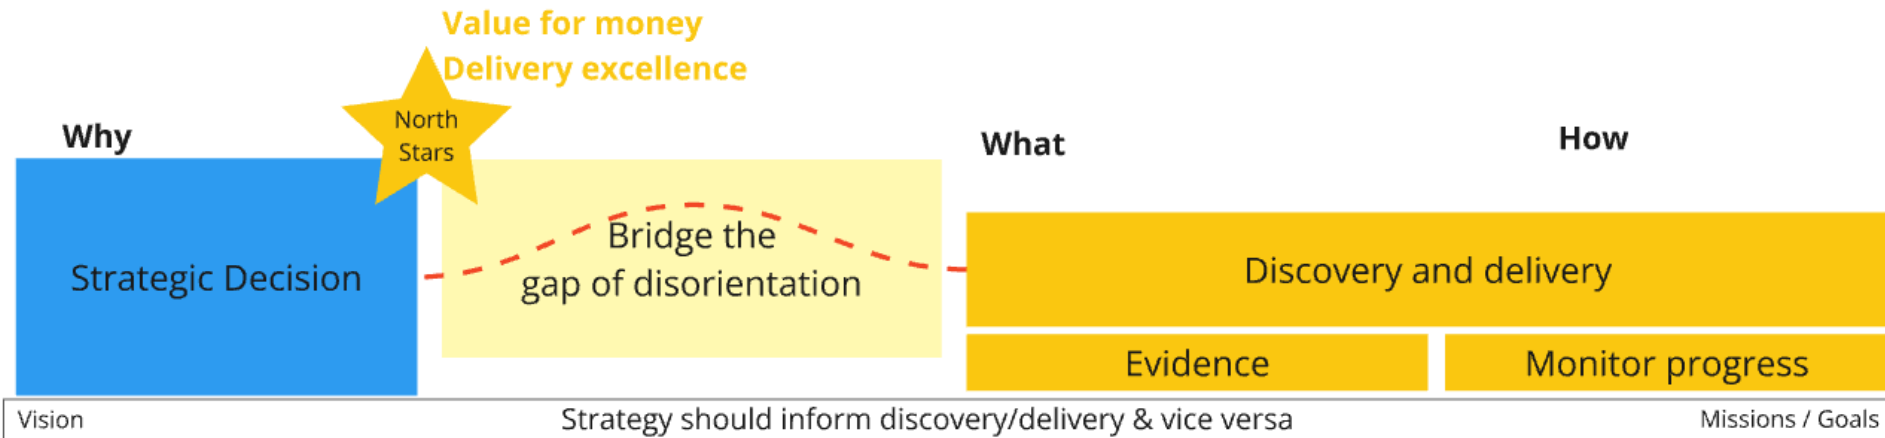 Value for money
Delivery excellence
North
Stars
Why
What
How
Strategic Decision
Bridge the
gap of disorientation
Discovery and delivery
Evidence
Monitor progress
Vision
Strategy should inform discovery/delivery & vice versa
Missions / Goals